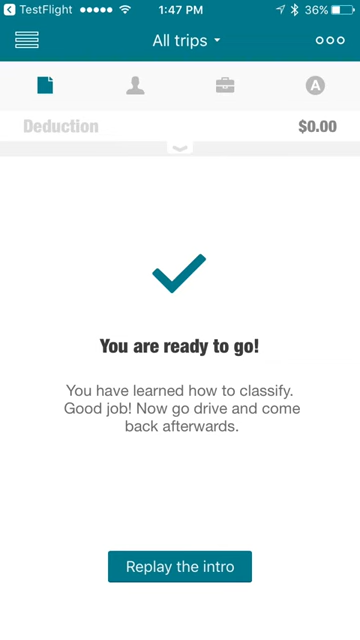 TestFlight 1:47 PM 36%
All trips
A
Deduction $0.00
You are ready to go!
You have learned how to classify.
Good job! Now go drive and come
back afterwards.
Replay the intro